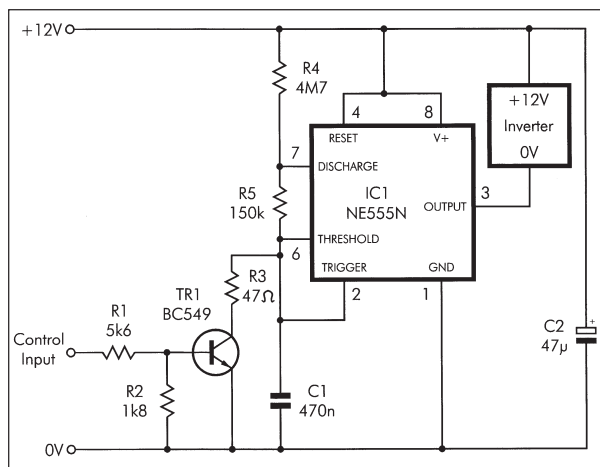 +12V
R4
4M7
+12V
Inverter
0V
4
8
RESET
V+
7
DISCHARGE
IC1
NE555N
R5
150k
3
OUTPUT
THRESHOLD
6
TRIGGER
GND
R3
47Ω
2
1
TR1
BC549
R1
5k6
Control
Input
C2
47µ
+
R2
1k8
C1
470n
0V